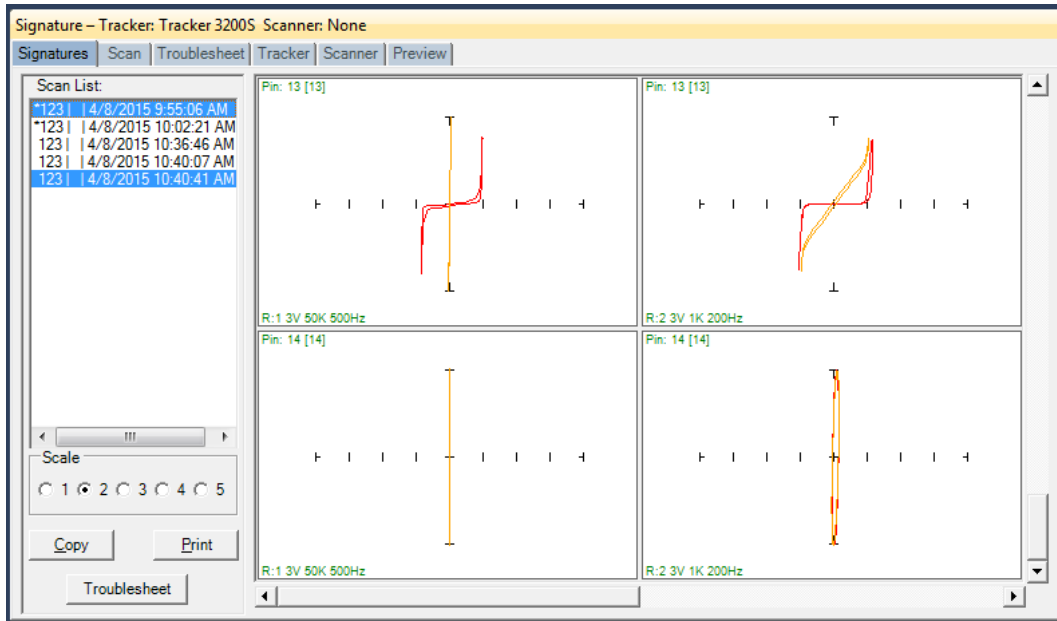 Signature – Tracker: Tracker 3200S Scanner: None
Signatures Scan Troublesheet Tracker Scanner Preview
Scan List:
*123 | | 4/8/2015 9:55:06 AM
*123 | | 4/8/2015 10:02:21 AM
123 | | 4/8/2015 10:36:46 AM
123 | | 4/8/2015 10:40:07 AM
123 | | 4/8/2015 10:40:41 AM
Scale
1 2 3 4 5
Copy Print
Troublesheet
Pin: 13 [13]
R:1 3V 50K 500Hz
Pin: 13 [13]
R:2 3V 1K 200Hz
Pin: 14 [14]
R:1 3V 50K 500Hz
Pin: 14 [14]
R:2 3V 1K 200Hz